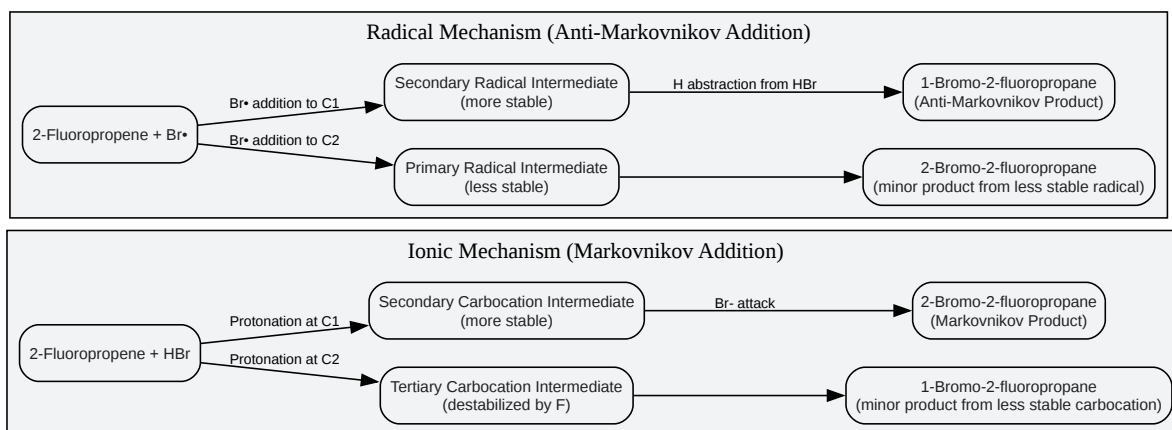 Radical Mechanism (Anti-Markovnikov Addition)
2-Fluoropropene + Br•
Br• addition to C1
Br• addition to C2
Secondary Radical Intermediate
(more stable)
Primary Radical Intermediate
(less stable)
H abstraction from HBr
1-Bromo-2-fluoropropane
(Anti-Markovnikov Product)
2-Bromo-2-fluoropropane
(minor product from less stable radical)
Ionic Mechanism (Markovnikov Addition)
2-Fluoropropene + HBr
Protonation at C1
Protonation at C2
Secondary Carbocation Intermediate
(more stable)
Tertiary Carbocation Intermediate
(destabilized by F)
Br- attack
2-Bromo-2-fluoropropane
(Markovnikov Product)
1-Bromo-2-fluoropropane
(minor product from less stable carbocation)